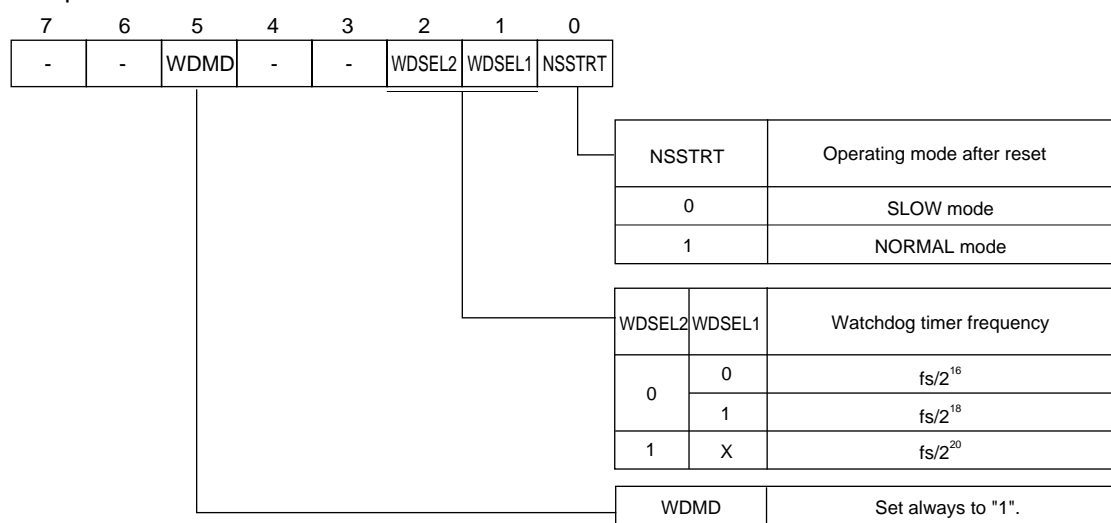 7 6 5 4 3 2 1 0
- - WDMD - - WDSEL2 WDSEL1 NSSTRT
NSSTRT Operating mode after reset
0 SLOW mode
1 NORMAL mode
WDSEL2 WDSEL1 Watchdog timer frequency
0 0 fs/2^16
1 fs/2^18
1 X fs/2^20
WDMD Set always to "1".